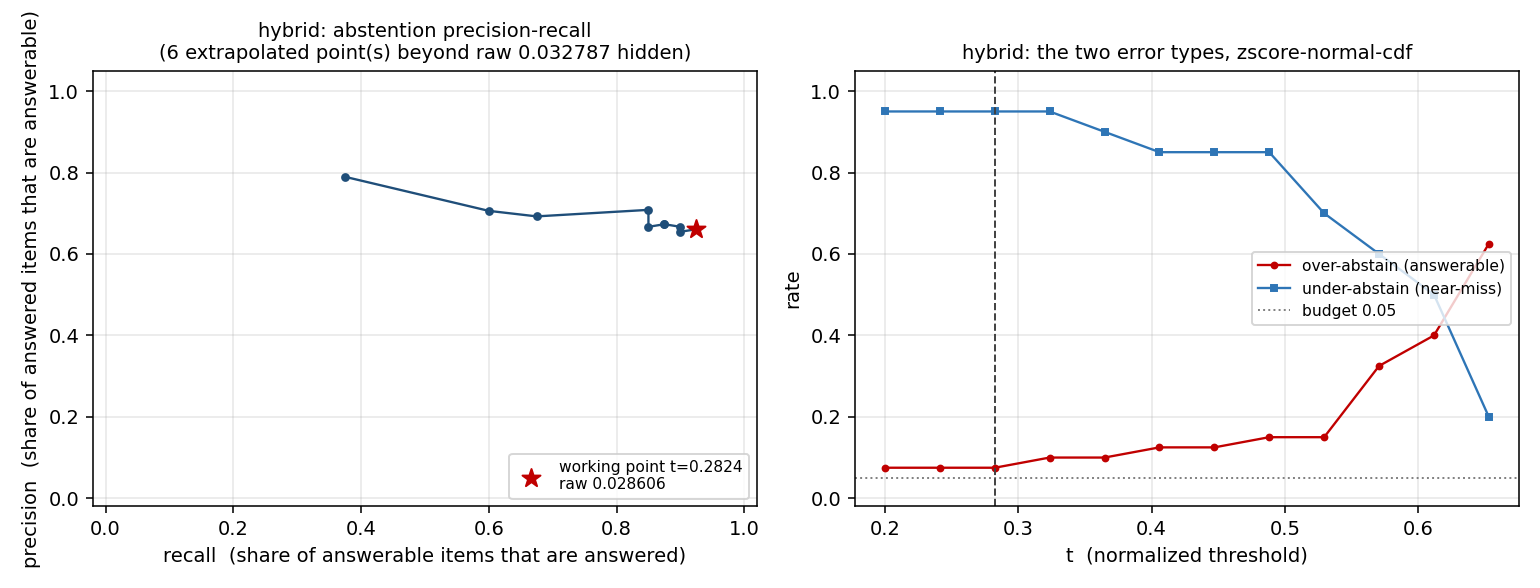 hybrid: abstention precision-recall
(6 extrapolated point(s) beyond raw 0.032787 hidden)
precision  (share of answered items that are answerable)
1.0
0.8
0.6
0.4
0.2
0.0
working point t=0.2824
raw 0.028606
0.0 0.2 0.4 0.6 0.8 1.0
recall  (share of answerable items that are answered)
hybrid: the two error types, zscore-normal-cdf
rate
1.0
0.8
0.6
0.4
0.2
0.0
over-abstain (answerable)
under-abstain (near-miss)
budget 0.05
0.2 0.3 0.4 0.5 0.6
t  (normalized threshold)